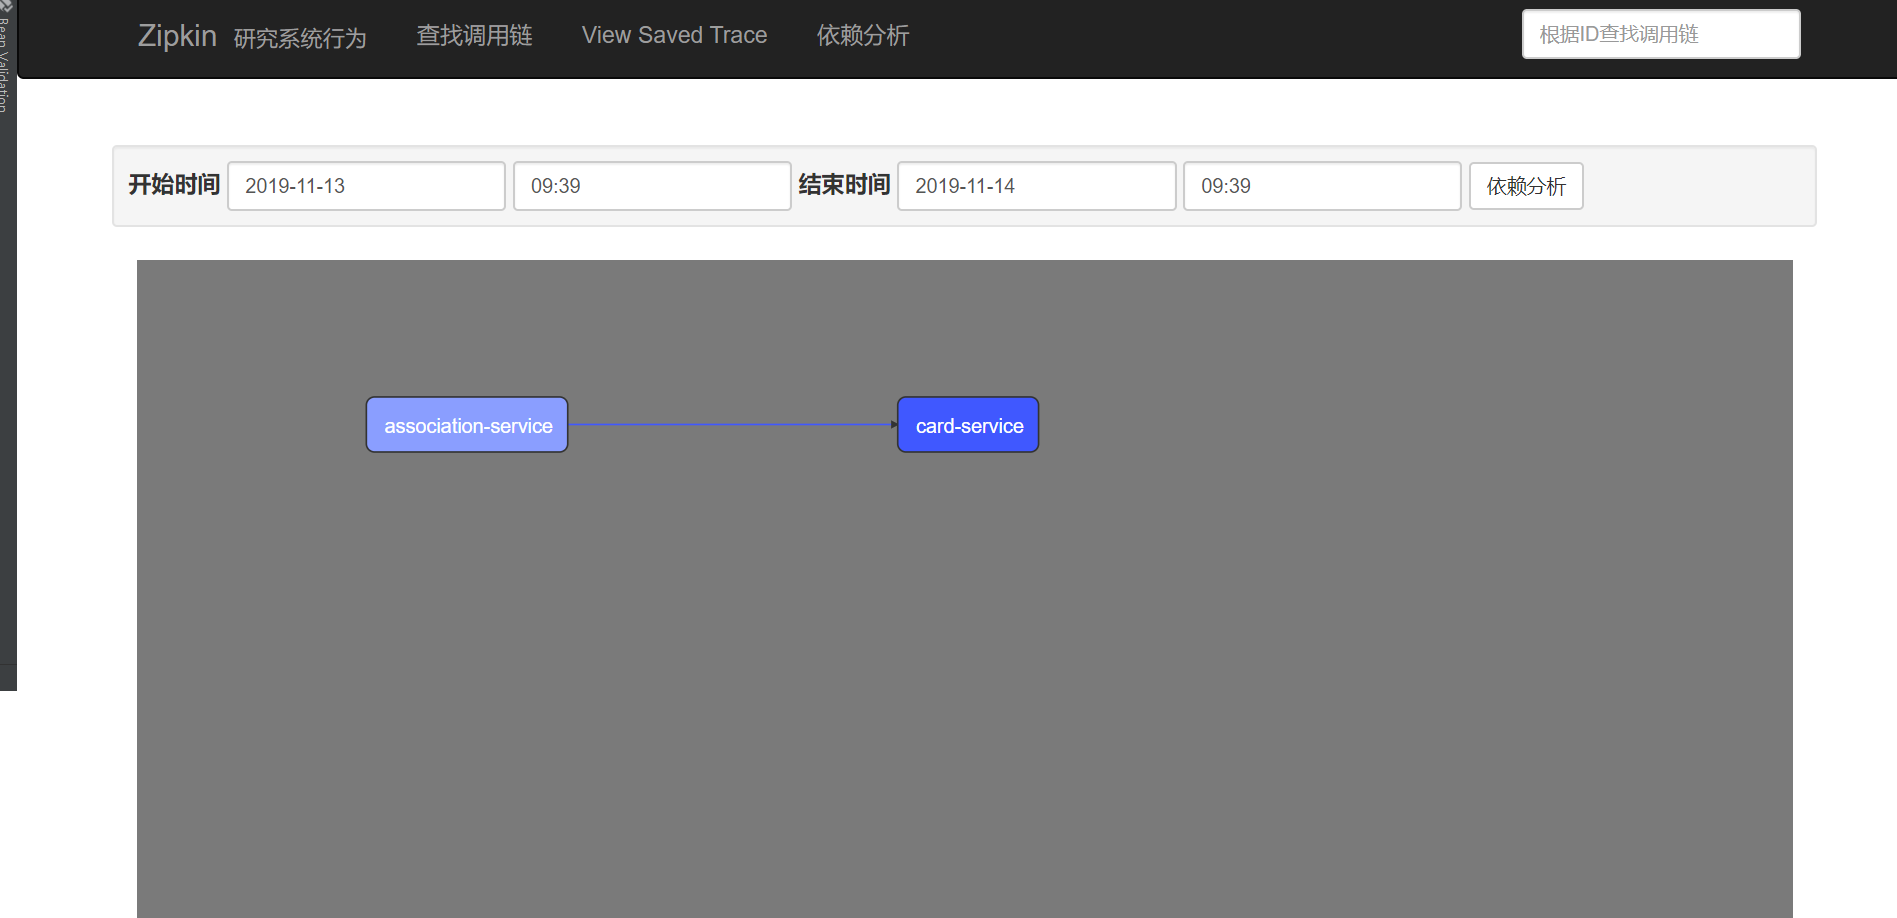 Zipkin 研究系统行为 查找调用链 View Saved Trace 依赖分析 根据ID查找调用链
Bean Validation
开始时间 2019-11-13 09:39 结束时间 2019-11-14 09:39 依赖分析
association-service card-service